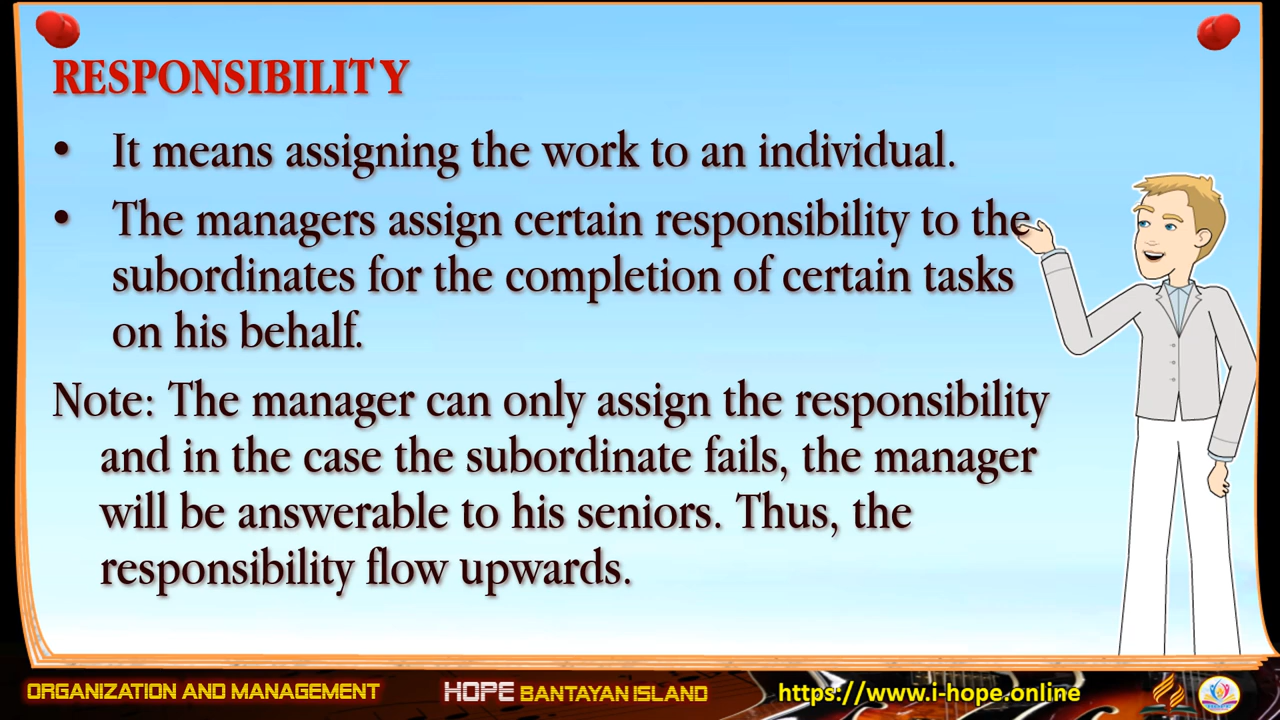 RESPONSIBILITY
• It means assigning the work to an individual.
• The managers assign certain responsibility to the
subordinates for the completion of certain tasks
on his behalf.
Note: The manager can only assign the responsibility
and in the case the subordinate fails, the manager
will be answerable to his seniors. Thus, the
responsibility flow upwards.
ORGANIZATION AND MANAGEMENT
HOPE BANTAYAN ISLAND
https://www.i-hope.online